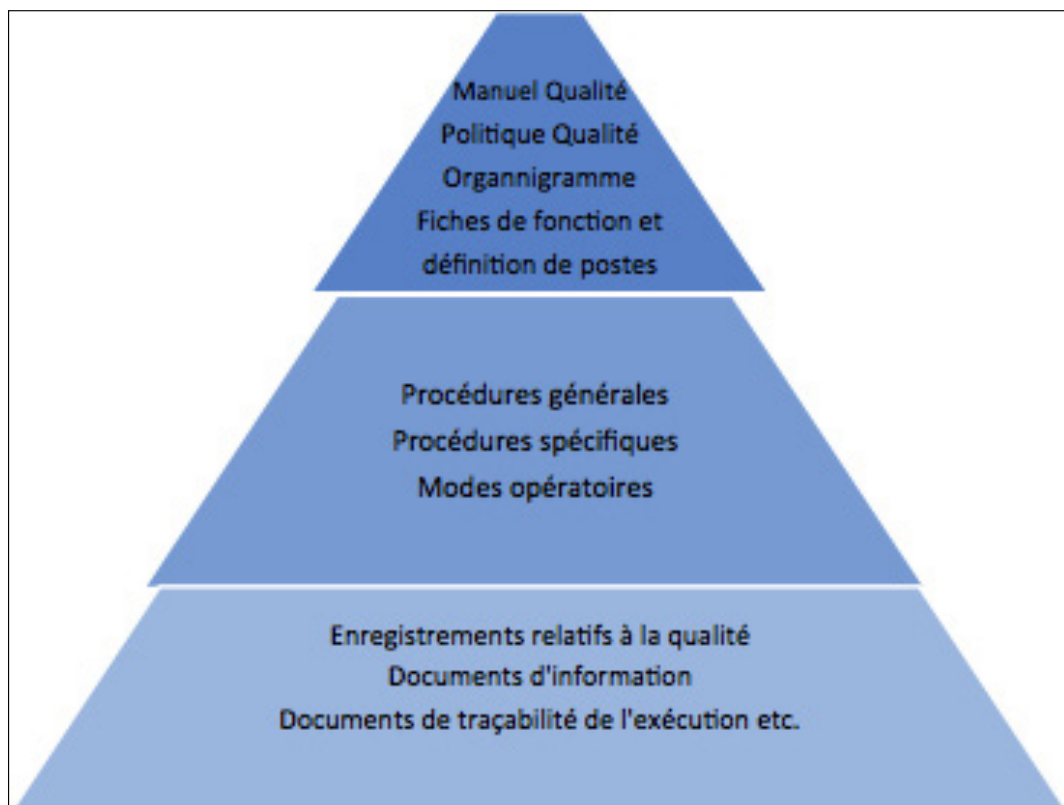 Manuel Qualité
Politique Qualité
Organnigramme
Fiches de fonction et
définition de postes
Procédures générales
Procédures spécifiques
Modes opératoires
Enregistrements relatifs à la qualité
Documents d'information
Documents de traçabilité de l'exécution etc.